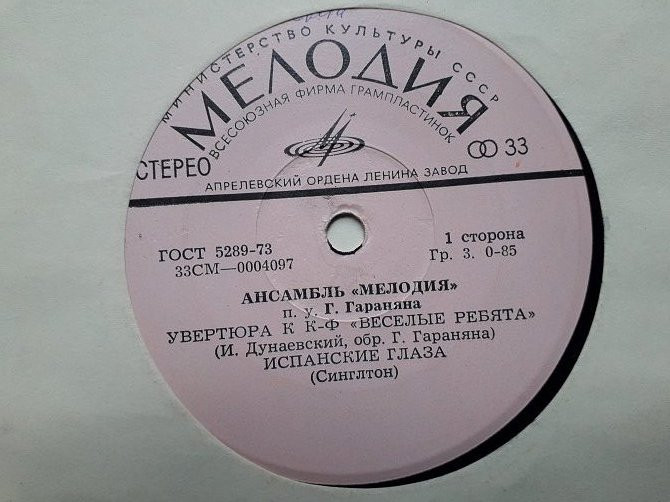 МИНИСТЕРСТВО КУЛЬТУРЫ СССР
МЕЛОДИЯ
ВСЕСОЮЗНАЯ ФИРМА ГРАМПЛАСТИНОК
СТЕРЕО
33
АПРЕЛЕВСКИЙ ОРДЕНА ЛЕНИНА ЗАВОД
ГОСТ 5289-73
1 сторона
33СМ—0004097
Гр. 3. 0-85
АНСАМБЛЬ «МЕЛОДИЯ»
п. у. Г. Гараняна
УВЕРТЮРА К К-Ф «ВЕСЕЛЫЕ РЕБЯТА»
(И. Дунаевский, обр. Г. Гараняна)
ИСПАНСКИЕ ГЛАЗА
(Синглтон)